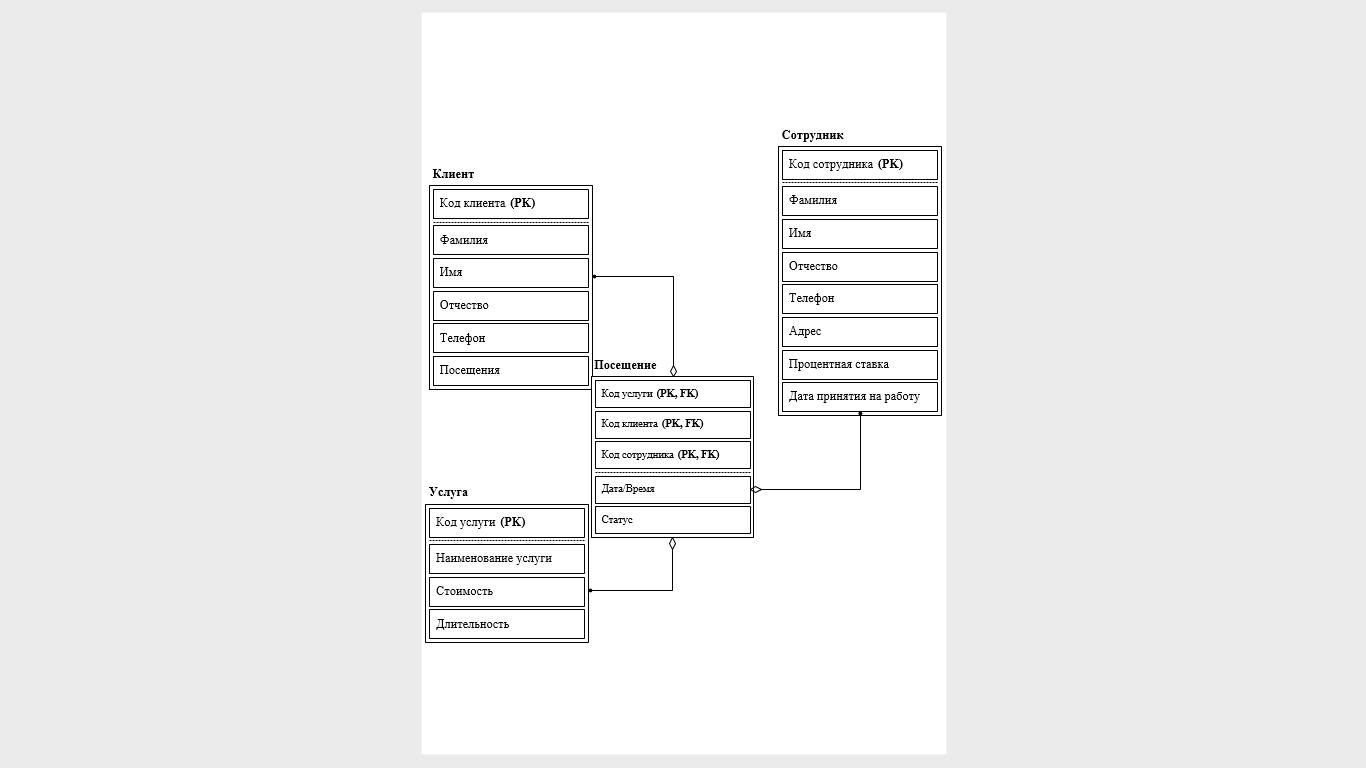 Сотрудник
Код сотрудника (PK)
Фамилия
Имя
Отчество
Телефон
Адрес
Процентная ставка
Дата принятия на работу
Клиент
Код клиента (PK)
Фамилия
Имя
Отчество
Телефон
Посещения
Посещение
Код услуги (PK, FK)
Код клиента (PK, FK)
Код сотрудника (PK, FK)
Дата/Время
Статус
Услуга
Код услуги (PK)
Наименование услуги
Стоимость
Длительность